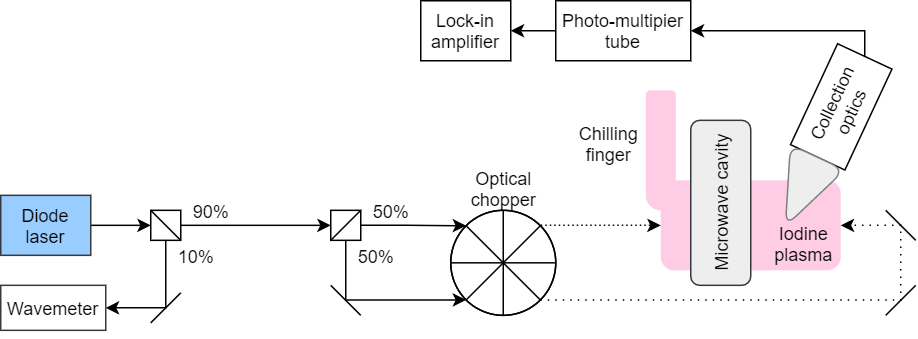 Lock-in
amplifier
Photo-multipier
tube
Collection
optics
Chilling
finger
Microwave cavity
Optical
chopper
Diode
laser
90%
50%
10%
50%
Iodine
plasma
Wavemeter